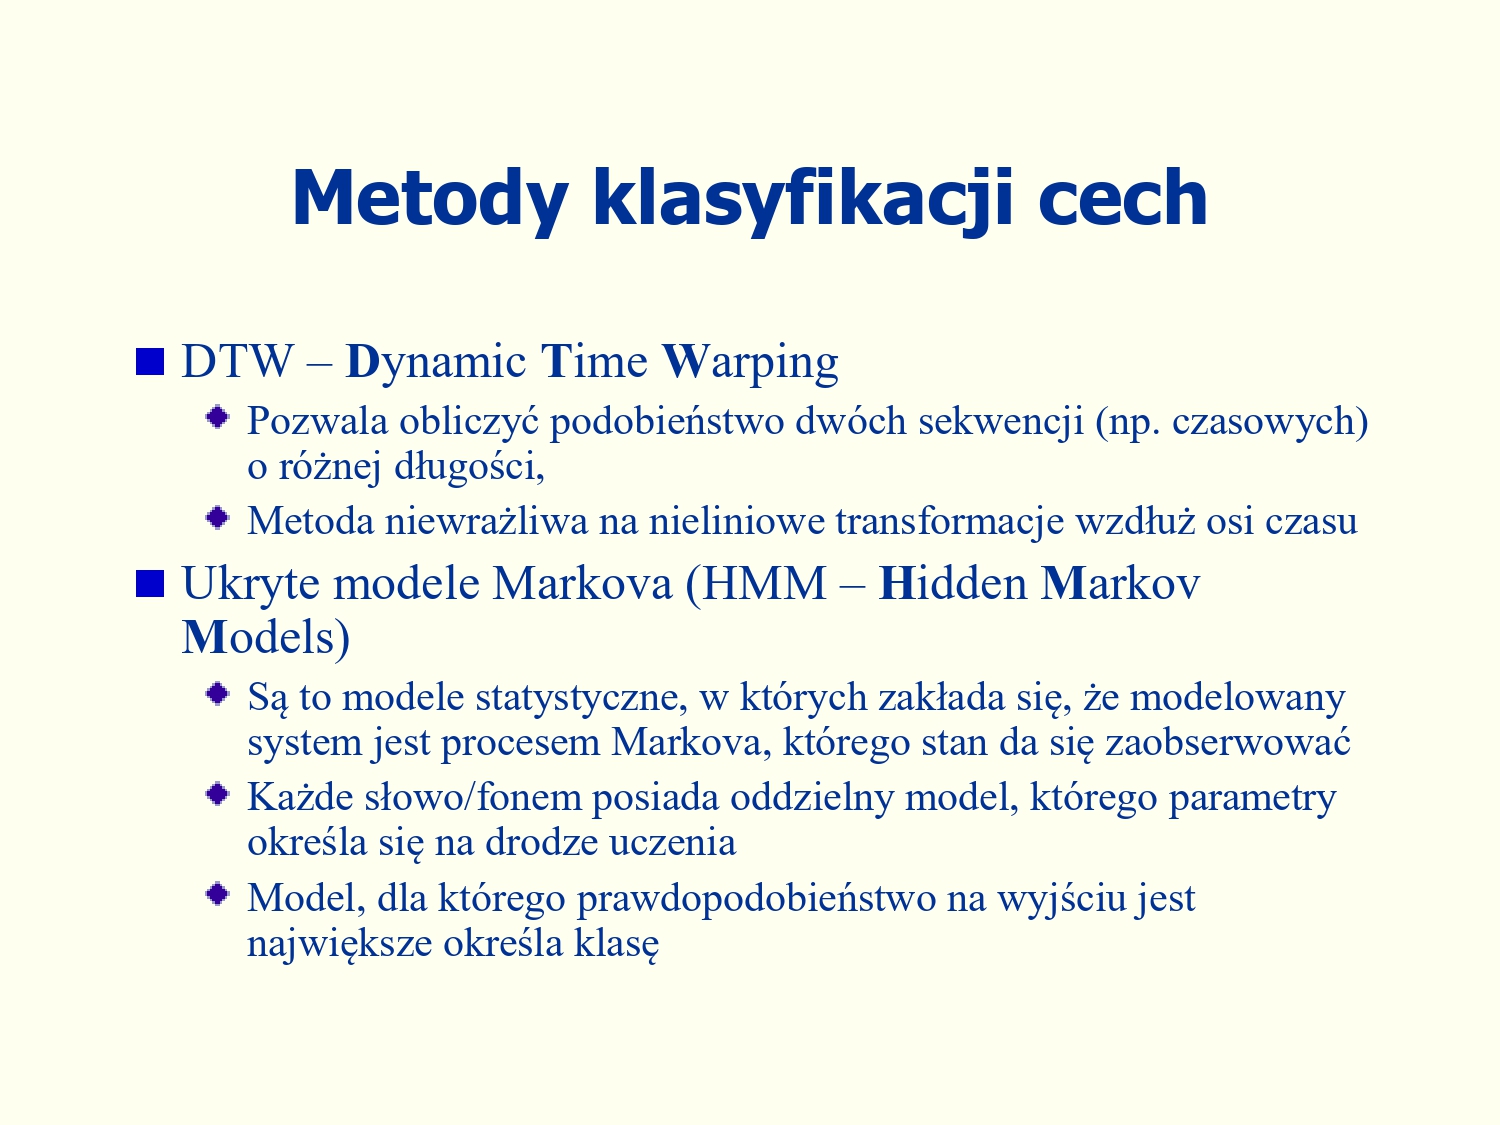 Metody klasyfikacji cech
DTW – Dynamic Time Warping
Pozwala obliczyć podobieństwo dwóch sekwencji (np. czasowych)
o różnej długości,
Metoda niewrażliwa na nieliniowe transformacje wzdłuż osi czasu
Ukryte modele Markova (HMM – Hidden Markov
Models)
Są to modele statystyczne, w których zakłada się, że modelowany
system jest procesem Markova, którego stan da się zaobserwować
Każde słowo/fonem posiada oddzielny model, którego parametry
określa się na drodze uczenia
Model, dla którego prawdopodobieństwo na wyjściu jest
największe określa klasę